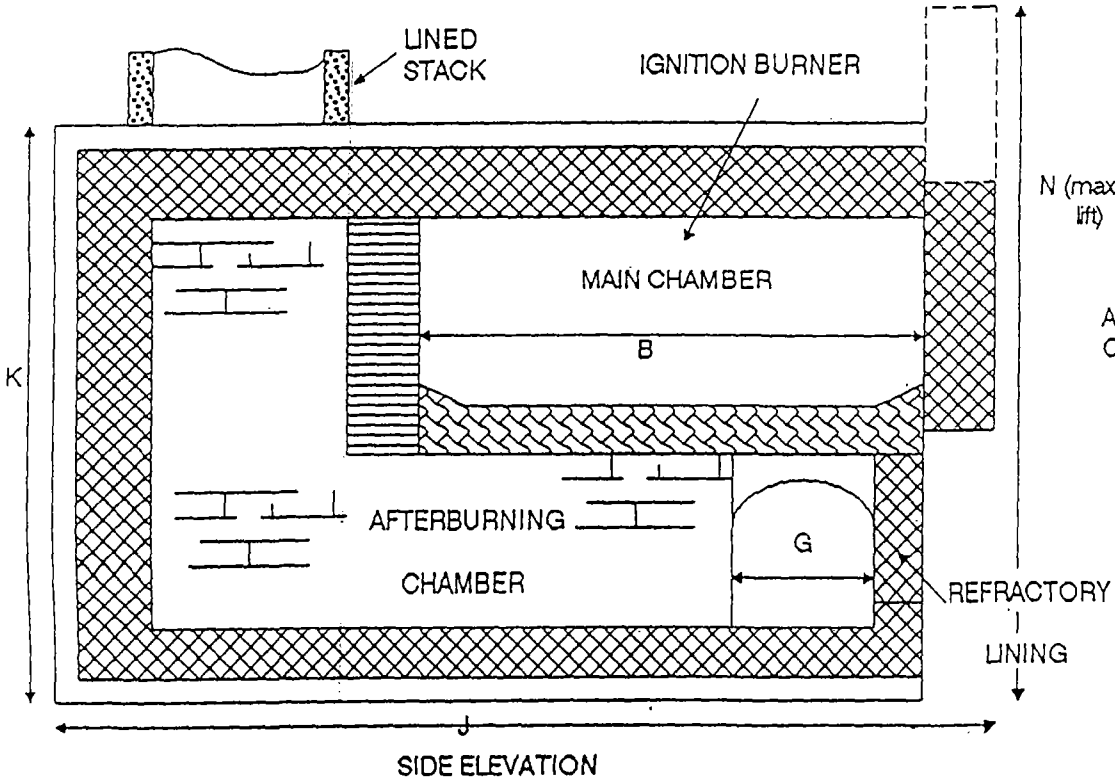 LINED
STACK
IGNITION BURNER
N (max
lift)
MAIN CHAMBER
A
C
B
K
AFTERBURNING
CHAMBER
G
REFRACTORY
LINING
J
SIDE ELEVATION